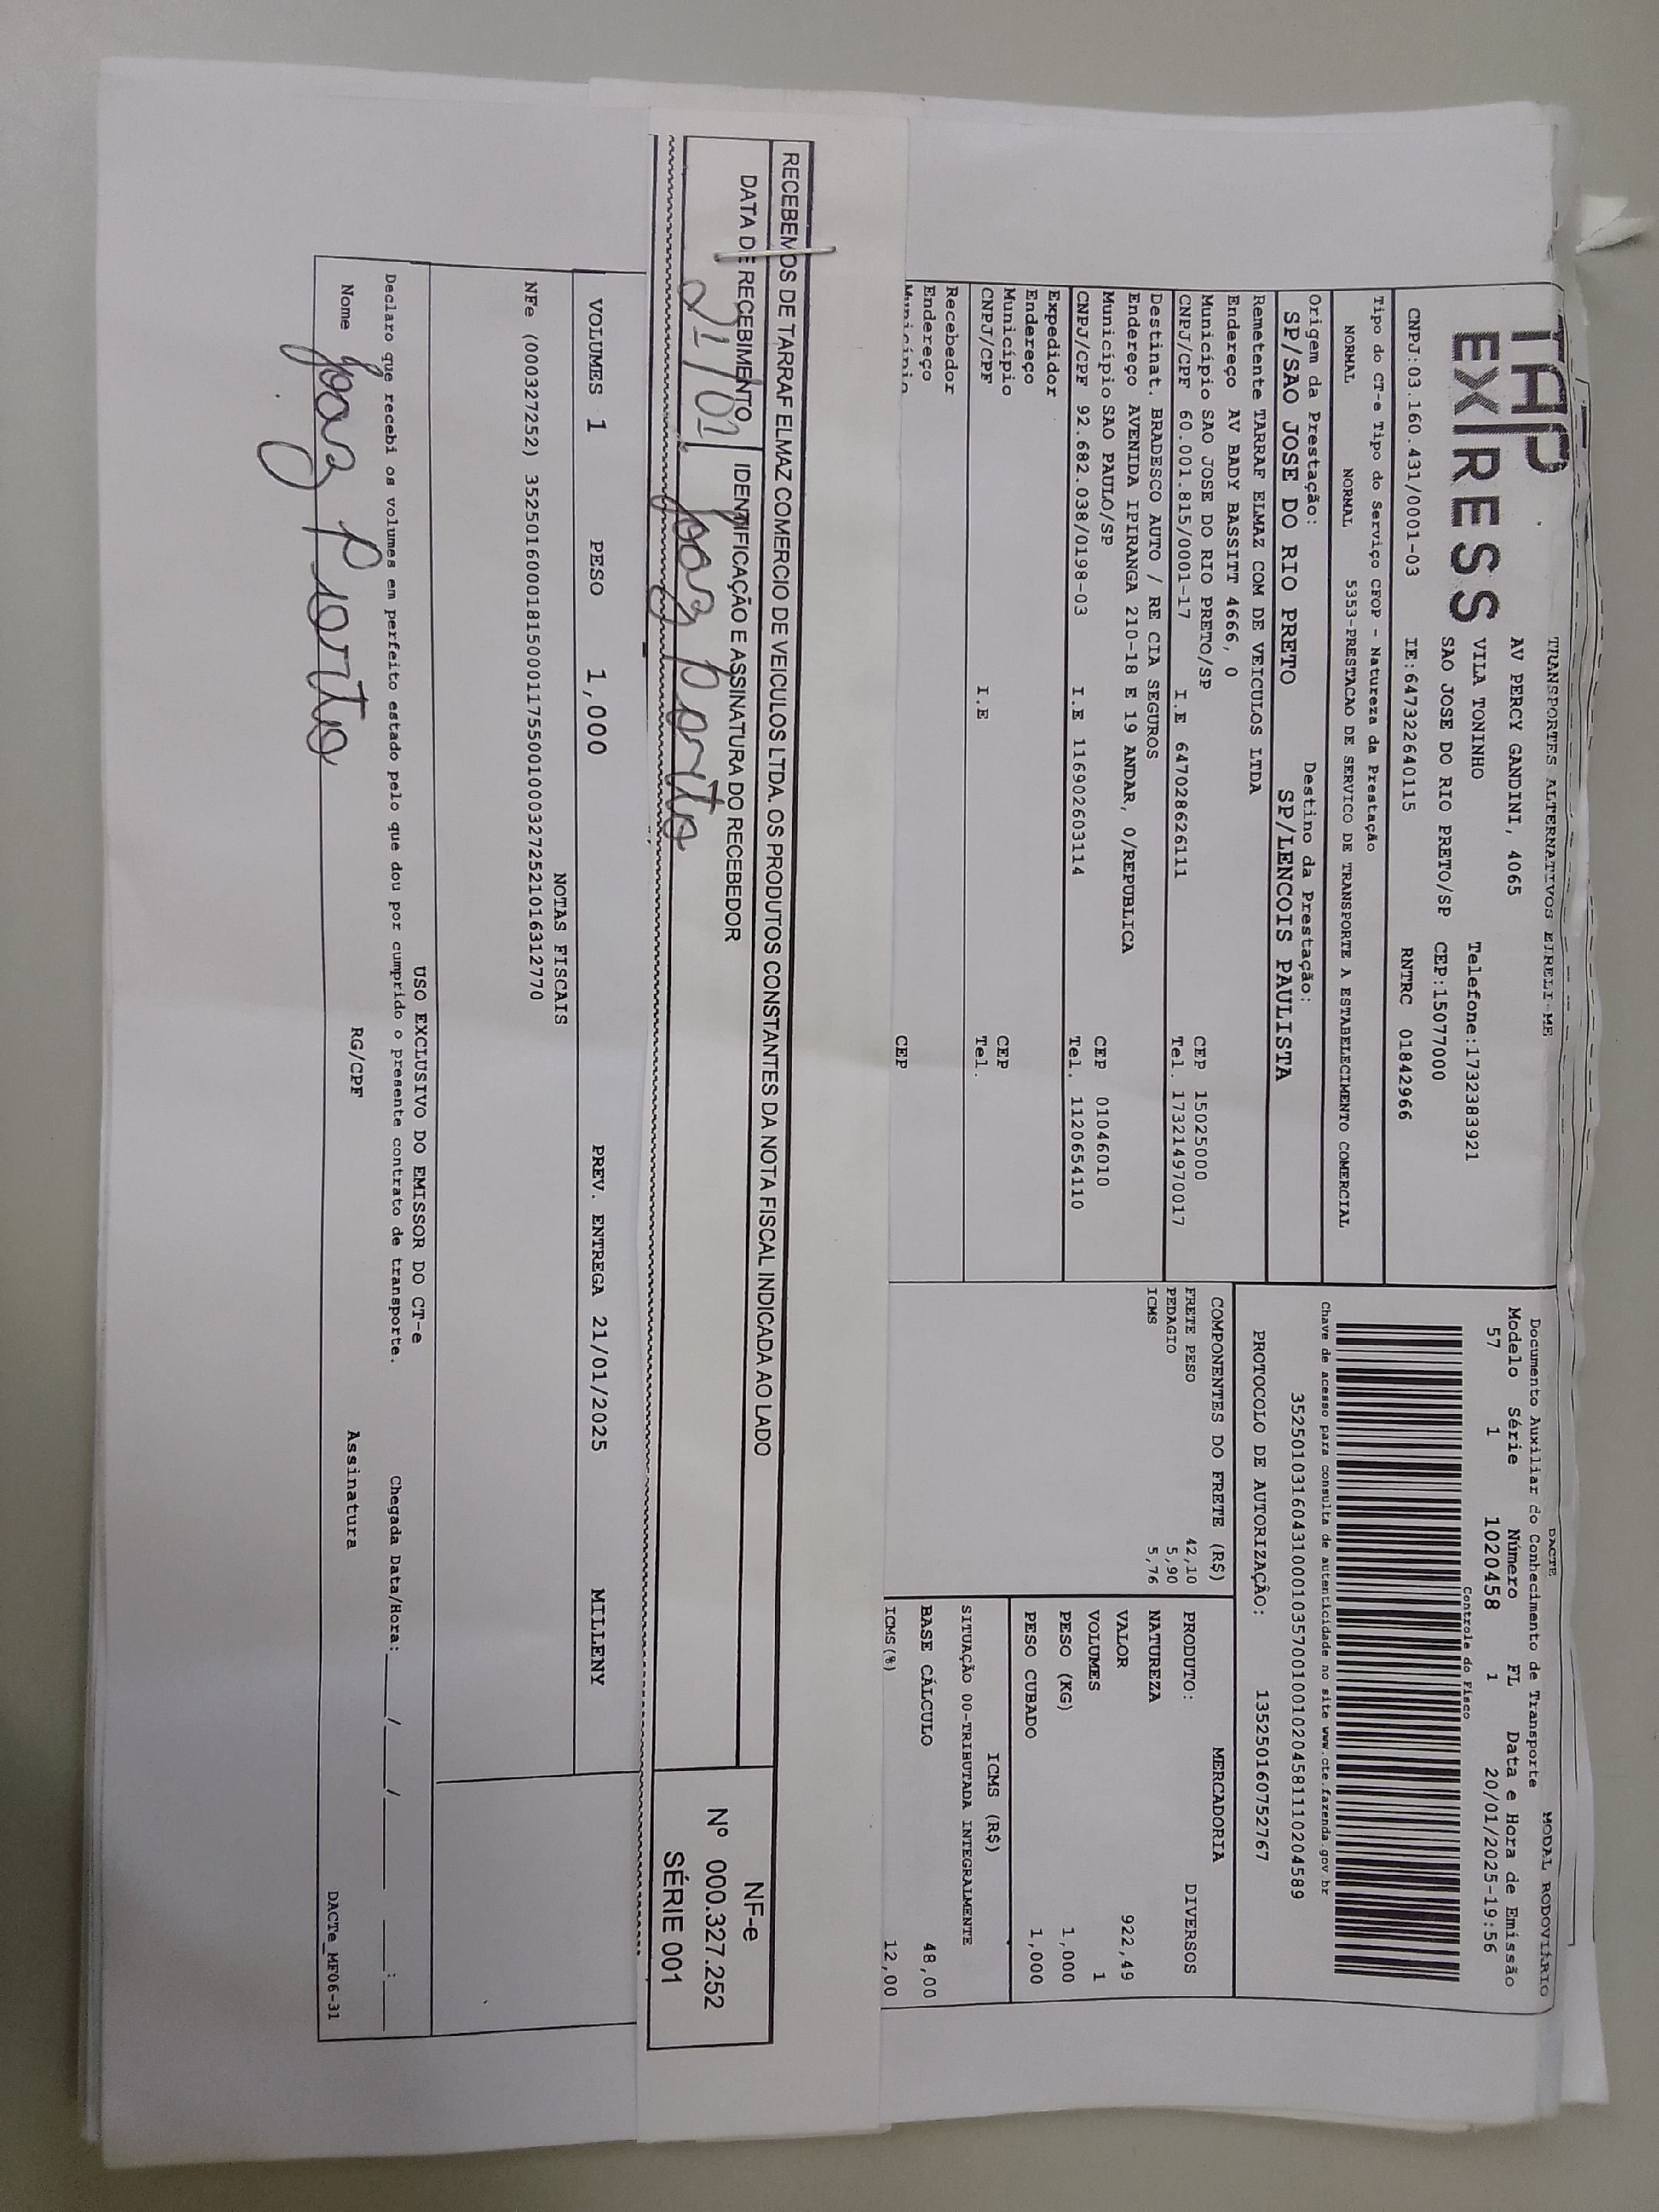 TAP EXPRESS
TRANSPORTES ALTERNATIVOS EIRELI ME
AV PERCY GANDINI, 4065
VILA TONINHO Telefone:1732383921
SAO JOSE DO RIO PRETO/SP CEP:15077000
CNPJ:03.160.431/0001-03 IE:647322640115 RNTRC 01842966
Tipo do CT-e Tipo do Serviço CFOP - Natureza da Prestação
NORMAL NORMAL 5353-PRESTACAO DE SERVICO DE TRANSPORTE A ESTABELECIMENTO COMERCIAL
Origem da Prestação: Destino da Prestação:
SP/SAO JOSE DO RIO PRETO SP/LENCOIS PAULISTA
Remetente TARRAF ELMAZ COM DE VEICULOS LTDA
Endereço AV BADY BASSITT 4666, 0
Município SAO JOSE DO RIO PRETO/SP CEP 15025000
CNPJ/CPF 60.001.815/0001-17 I.E 647028626111 Tel. 173214970017
Destinat. BRADESCO AUTO / RE CIA SEGUROS
Endereço AVENIDA IPIRANGA 210-18 E 19 ANDAR, 0/REPUBLICA
Município SAO PAULO/SP CEP 01046010
CNPJ/CPF 92.682.038/0198-03 I.E 116902603114 Tel. 1120654110
Expedidor
Endereço
Município CEP
CNPJ/CPF I.E Tel.
Recebedor
Endereço
Município CEP
DACTE MODAL RODOVIÁRIO
Documento Auxiliar do Conhecimento de Transporte
Modelo Série Número FL Data e Hora de Emissão
57 1 1020458 1 20/01/2025-19:56
Controle do Fisco
Chave de acesso para consulta de autenticidade no site www.cte.fazenda.gov.br
35250103160431000103570010010204581110204589
PROTOCOLO DE AUTORIZAÇÃO: 135250160752767
COMPONENTES DO FRETE (R$)
FRETE PESO 42,10
PEDAGIO 5,90
ICMS 5,76
MERCADORIA
PRODUTO: DIVERSOS
NATUREZA
VALOR 922,49
VOLUMES 1
PESO (KG) 1,000
PESO CUBADO 1,000
ICMS (R$)
SITUAÇÃO 00-TRIBUTADA INTEGRALMENTE
BASE CÁLCULO 48,00
ICMS(%) 12,00
RECEBEMOS DE TARRAF ELMAZ COMERCIO DE VEICULOS LTDA. OS PRODUTOS CONSTANTES DA NOTA FISCAL INDICADA AO LADO
DATA DE RECEBIMENTO IDENTIFICAÇÃO E ASSINATURA DO RECEBEDOR
21/01 Joaz Porto
NF-e
Nº 000.327.252
SÉRIE 001
VOLUMES 1 PESO 1,000 PREV. ENTREGA 21/01/2025 MILLENY
NOTAS FISCAIS
NFe (000327252) 35250160001815000117550010003272521016312770
USO EXCLUSIVO DO EMISSOR DO CT-e
Declaro que recebi os volumes em perfeito estado pelo que dou por cumprido o presente contrato de transporte. Chegada Data/Hora:____/____/______ ___:___
Nome Joaz Porto RG/CPF Assinatura
DACTe_MF06-31